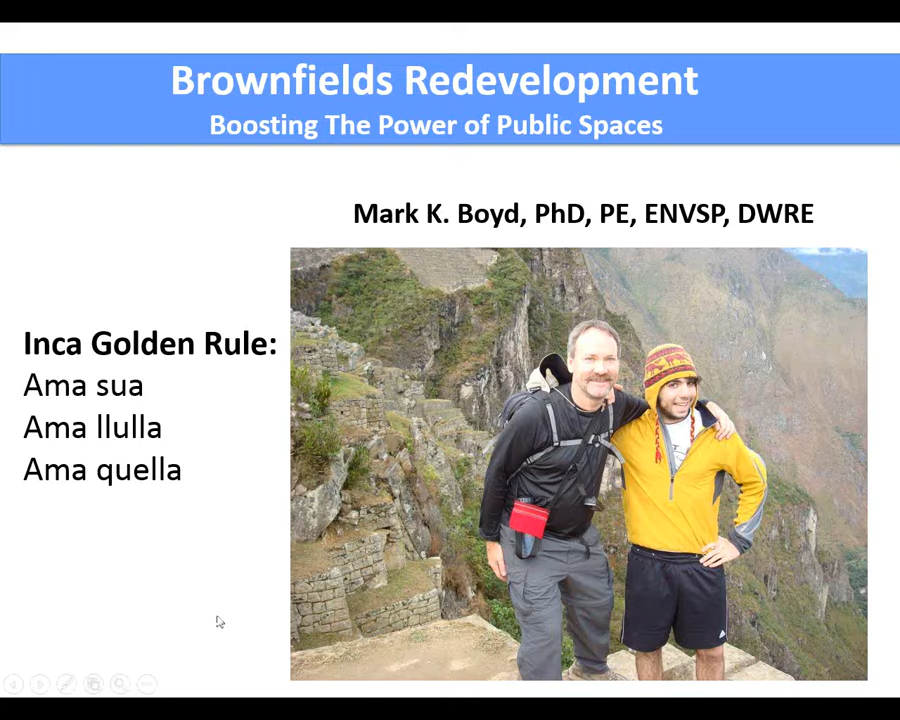 Brownfields Redevelopment
Boosting The Power of Public Spaces
Mark K. Boyd, PhD, PE, ENVSP, DWRE
Inca Golden Rule:
Ama sua
Ama llulla
Ama quella